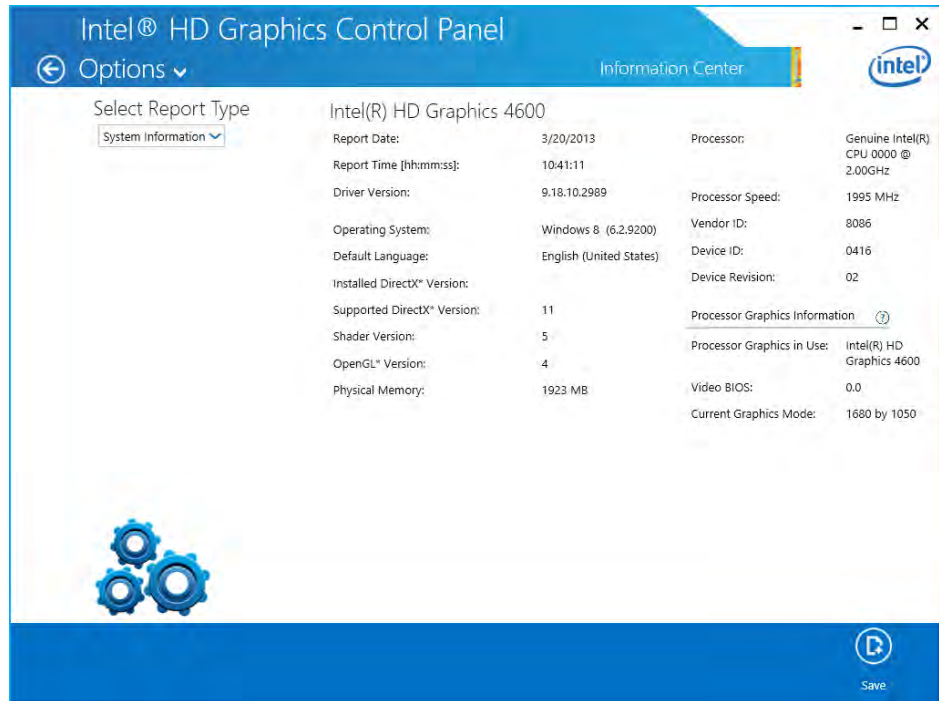 Intel® HD Graphics Control Panel
Options
Information Center
intel
Select Report Type
System Information
Intel(R) HD Graphics 4600
Report Date: 3/20/2013
Report Time [hh:mm:ss]: 10:41:11
Driver Version: 9.18.10.2989
Operating System: Windows 8 (6.2.9200)
Default Language: English (United States)
Installed DirectX* Version:
Supported DirectX* Version: 11
Shader Version: 5
OpenGL* Version: 4
Physical Memory: 1923 MB
Processor: Genuine Intel(R)
CPU 0000 @
2.00GHz
Processor Speed: 1995 MHz
Vendor ID: 8086
Device ID: 0416
Device Revision: 02
Processor Graphics Information ?
Processor Graphics in Use: Intel(R) HD
Graphics 4600
Video BIOS: 0.0
Current Graphics Mode: 1680 by 1050
Save